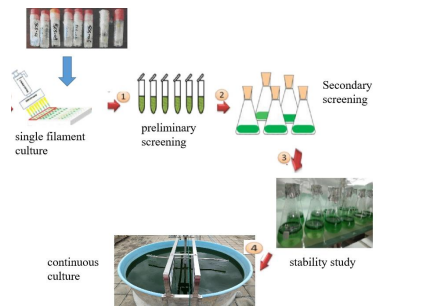 1
2
Secondary
screening
single filament
culture
preliminary
screening
3
4
continuous
culture
stability study